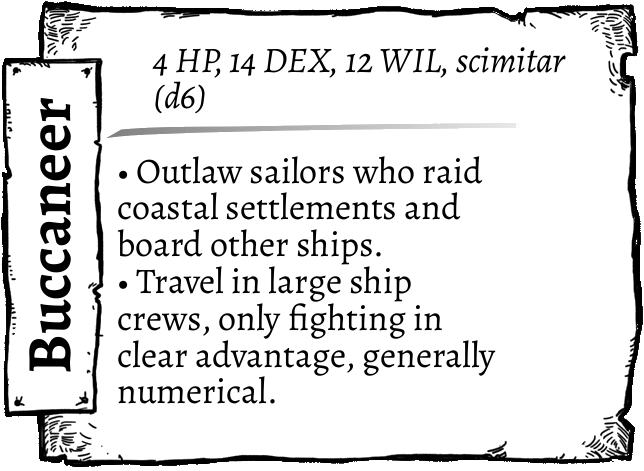 Buccaneer
4 HP, 14 DEX, 12 WIL, scimitar
(d6)
• Outlaw sailors who raid
coastal settlements and
board other ships.
• Travel in large ship
crews, only fighting in
clear advantage, generally
numerical.